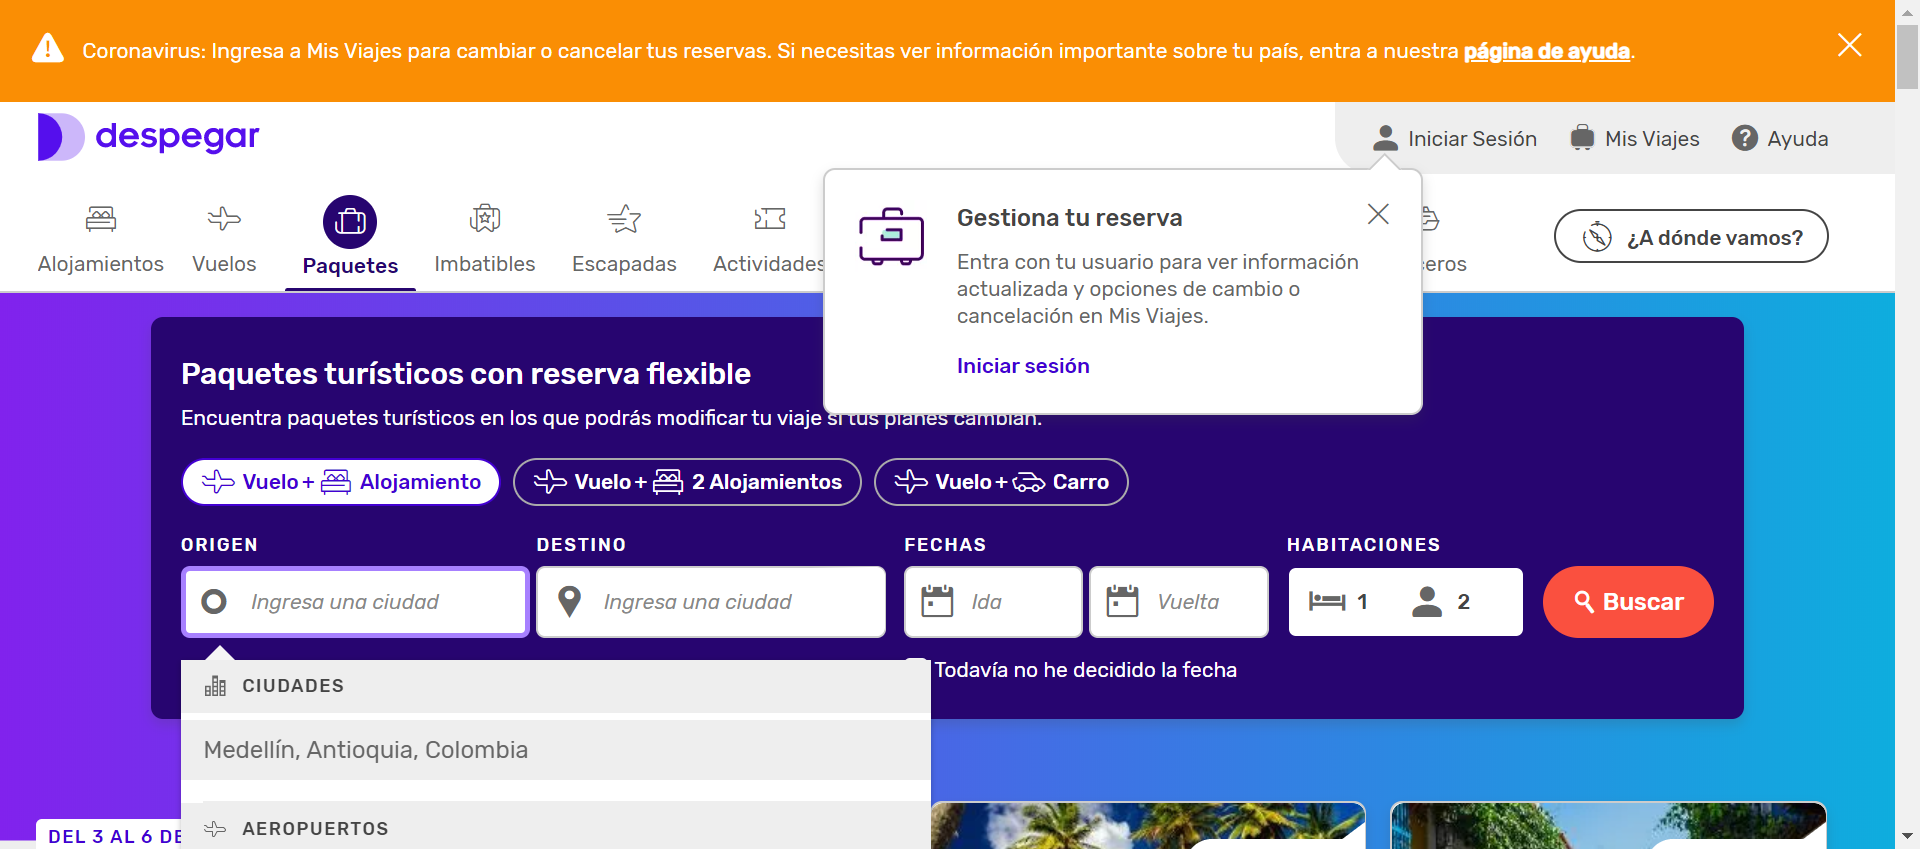 Coronavirus: Ingresa a Mis Viajes para cambiar o cancelar tus reservas. Si necesitas ver información importante sobre tu país, entra a nuestra página de ayuda.
despegar
Iniciar Sesión
Mis Viajes
Ayuda
Alojamientos
Vuelos
Paquetes
Imbatibles
Escapadas
Actividades
¿A dónde vamos?
Gestiona tu reserva
Entra con tu usuario para ver información
actualizada y opciones de cambio o
cancelación en Mis Viajes.
Iniciar sesión
Paquetes turísticos con reserva flexible
Encuentra paquetes turísticos en los que podrás modificar tu viaje si tus planes cambian.
Vuelo + Alojamiento
Vuelo + 2 Alojamientos
Vuelo + Carro
ORIGEN
DESTINO
FECHAS
HABITACIONES
Ingresa una ciudad
Ingresa una ciudad
Ida
Vuelta
1
2
Buscar
Todavía no he decidido la fecha
CIUDADES
Medellín, Antioquia, Colombia
AEROPUERTOS
DEL 3 AL 6 DE